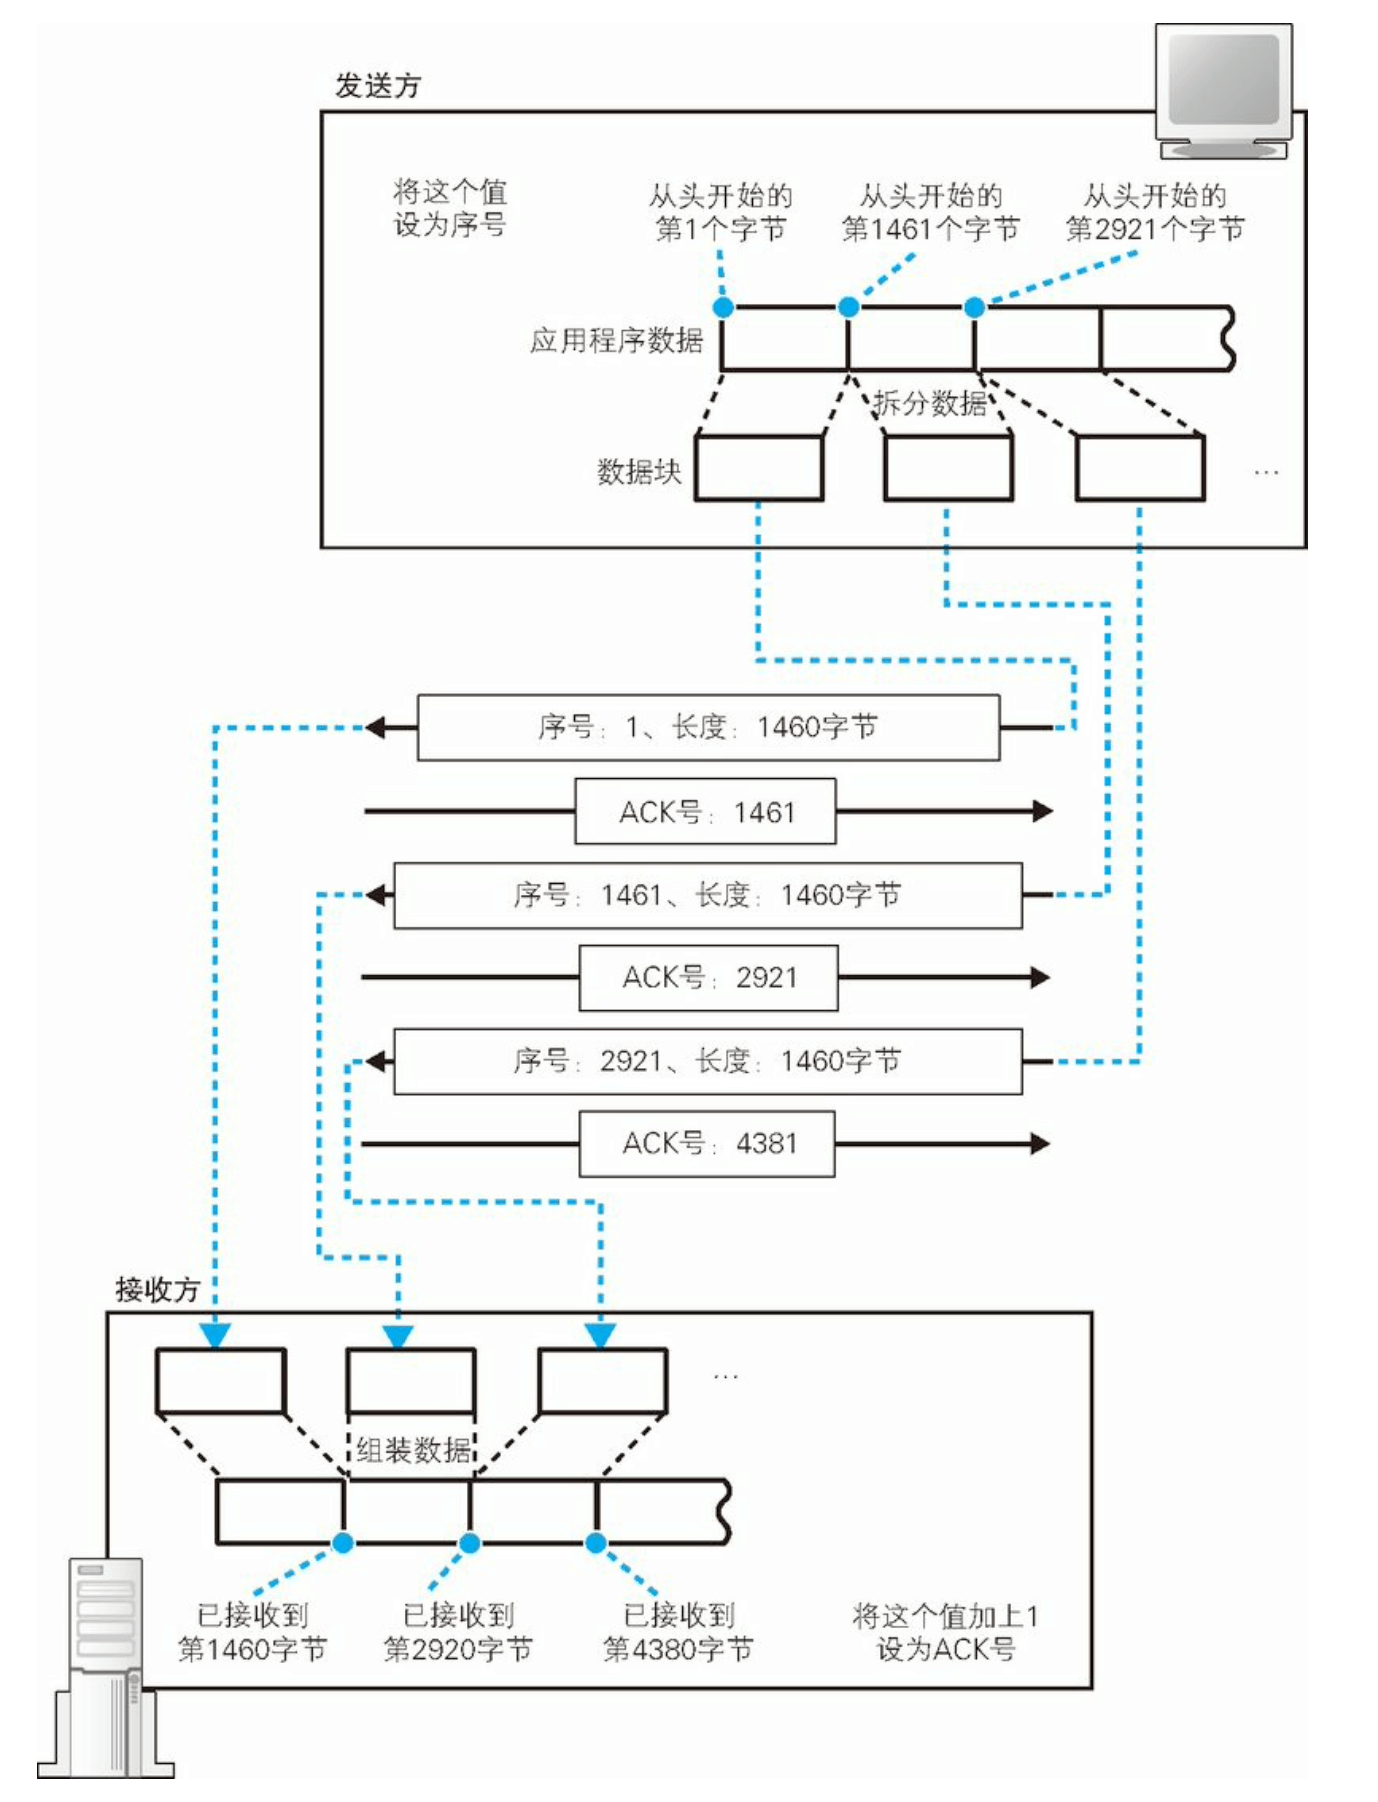 发送方
将这个值
设为序号
从头开始的
第1个字节
从头开始的
第1461个字节
从头开始的
第2921个字节
应用程序数据
拆分数据
数据块
…
序号：1、长度：1460字节
ACK号：1461
序号：1461、长度：1460字节
ACK号：2921
序号：2921、长度：1460字节
ACK号：4381
接收方
…
组装数据
已接收到
第1460字节
已接收到
第2920字节
已接收到
第4380字节
将这个值加上1
设为ACK号